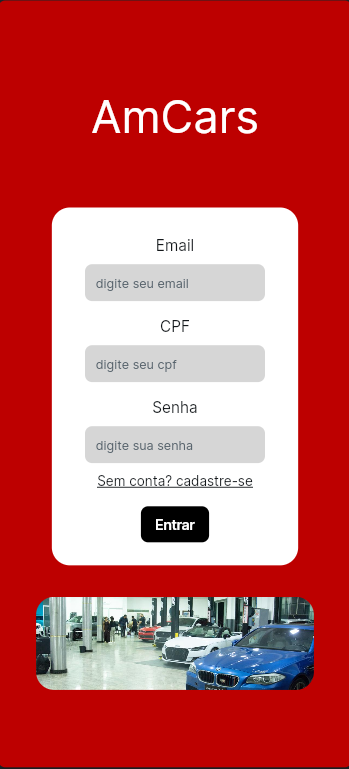 AmCars
Email
digite seu email
CPF
digite seu cpf
Senha
digite sua senha
Sem conta? cadastre-se
Entrar